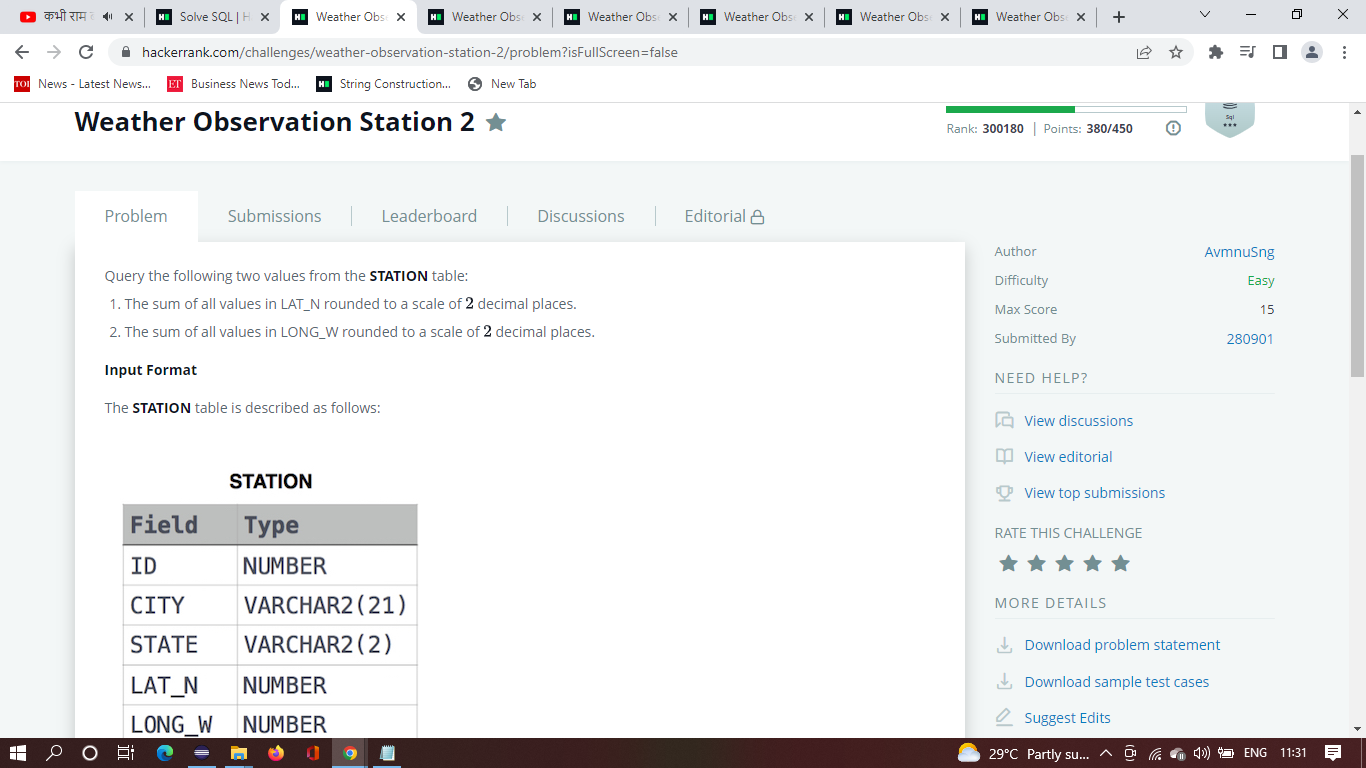 कभी राम
Solve SQL | H
Weather Obs
Weather Obs
Weather Obs
Weather Obs
Weather Obs
Weather Obs
hackerrank.com/challenges/weather-observation-station-2/problem?isFullScreen=false
TOI News - Latest News...
ET Business News Tod...
String Construction...
New Tab
Weather Observation Station 2
Rank: 300180 | Points: 380/450
Sql
Problem
Submissions
Leaderboard
Discussions
Editorial
Query the following two values from the STATION table:
1. The sum of all values in LAT_N rounded to a scale of 2 decimal places.
2. The sum of all values in LONG_W rounded to a scale of 2 decimal places.
Input Format
The STATION table is described as follows:
STATION
Field Type
ID NUMBER
CITY VARCHAR2(21)
STATE VARCHAR2(2)
LAT_N NUMBER
LONG_W NUMBER
Author AvmnuSng
Difficulty Easy
Max Score 15
Submitted By 280901
NEED HELP?
View discussions
View editorial
View top submissions
RATE THIS CHALLENGE
MORE DETAILS
Download problem statement
Download sample test cases
Suggest Edits
29°C Partly su...
ENG
11:31